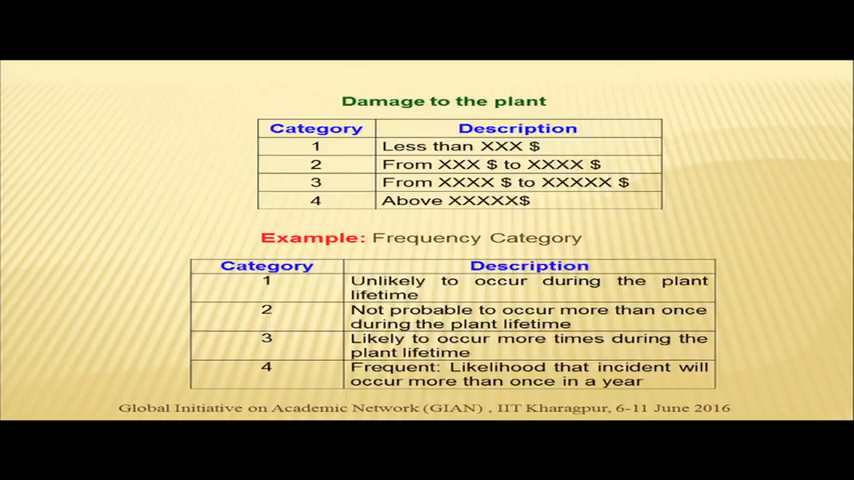 Damage to the plant
Category Description
1 Less than XXX $
2 From XXX $ to XXXX $
3 From XXXX $ to XXXXX $
4 Above XXXXX$
Example: Frequency Category
Category Description
1 Unlikely to occur during the plant
lifetime
2 Not probable to occur more than once
during the plant lifetime
3 Likely to occur more times during the
plant lifetime
4 Frequent: Likelihood that incident will
occur more than once in a year
Global Initiative on Academic Network (GIAN) , IIT Kharagpur, 6-11 June 2016